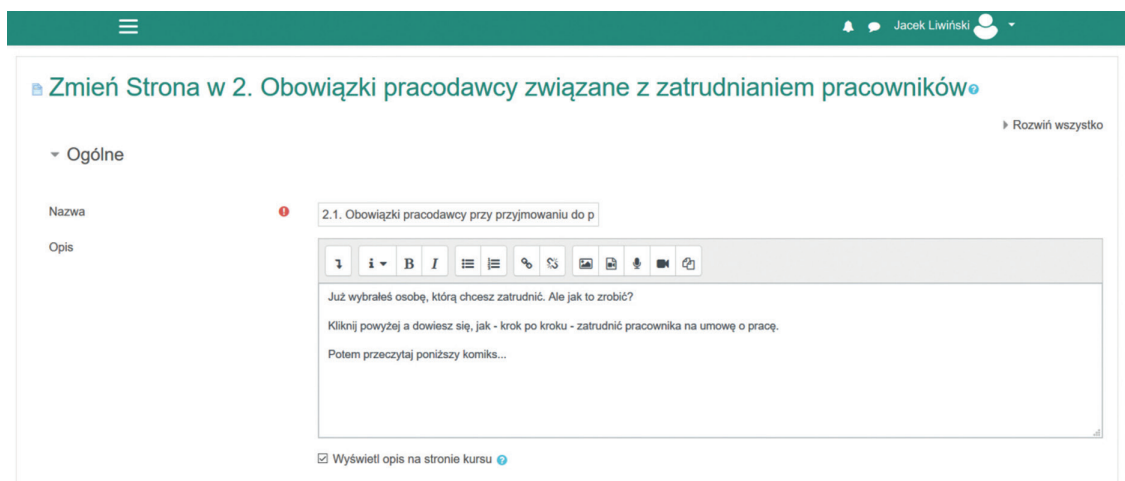 Jacek Liwiński
Zmień Strona w 2. Obowiązki pracodawcy związane z zatrudnianiem pracowników
Rozwiń wszystko
Ogólne
Nazwa
2.1. Obowiązki pracodawcy przy przyjmowaniu do p
Opis
i B I
Już wybrałeś osobę, którą chcesz zatrudnić. Ale jak to zrobić?
Kliknij powyżej a dowiesz się, jak - krok po kroku - zatrudnić pracownika na umowę o pracę.
Potem przeczytaj poniższy komiks...
Wyświetl opis na stronie kursu